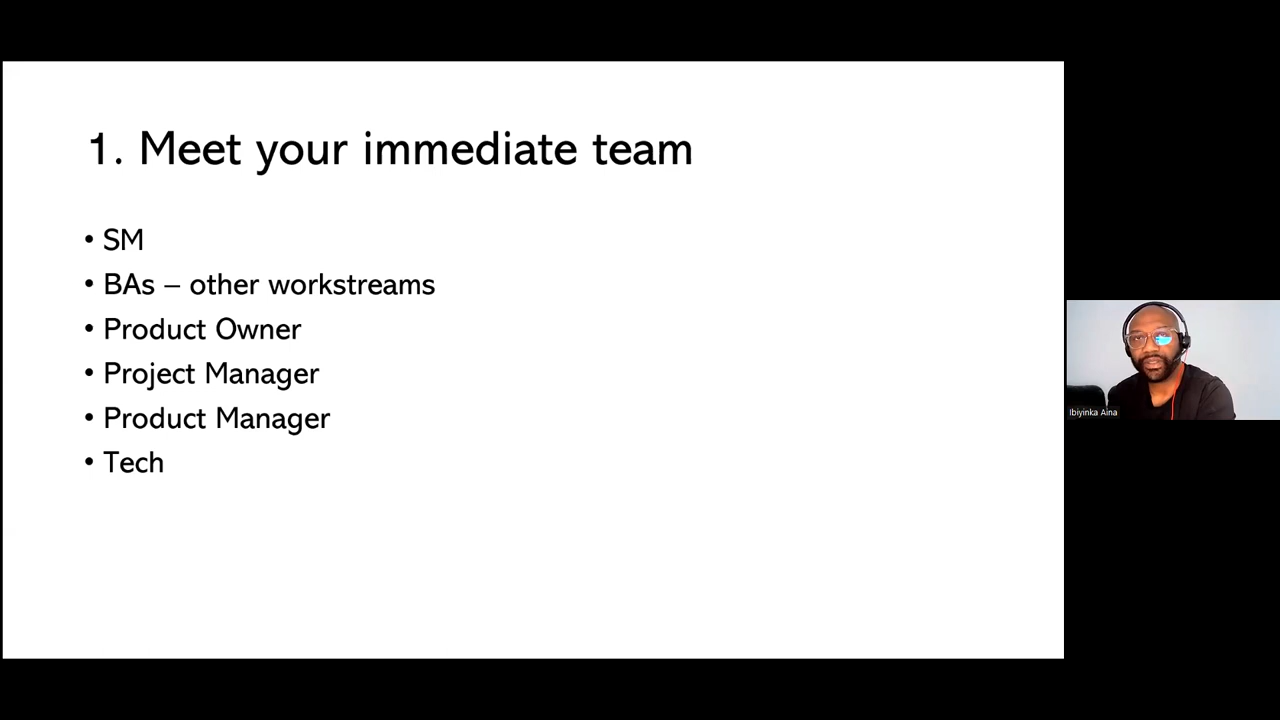 1. Meet your immediate team
• SM
• BAs – other workstreams
• Product Owner
• Project Manager
• Product Manager
• Tech
Ibiyinka Aina